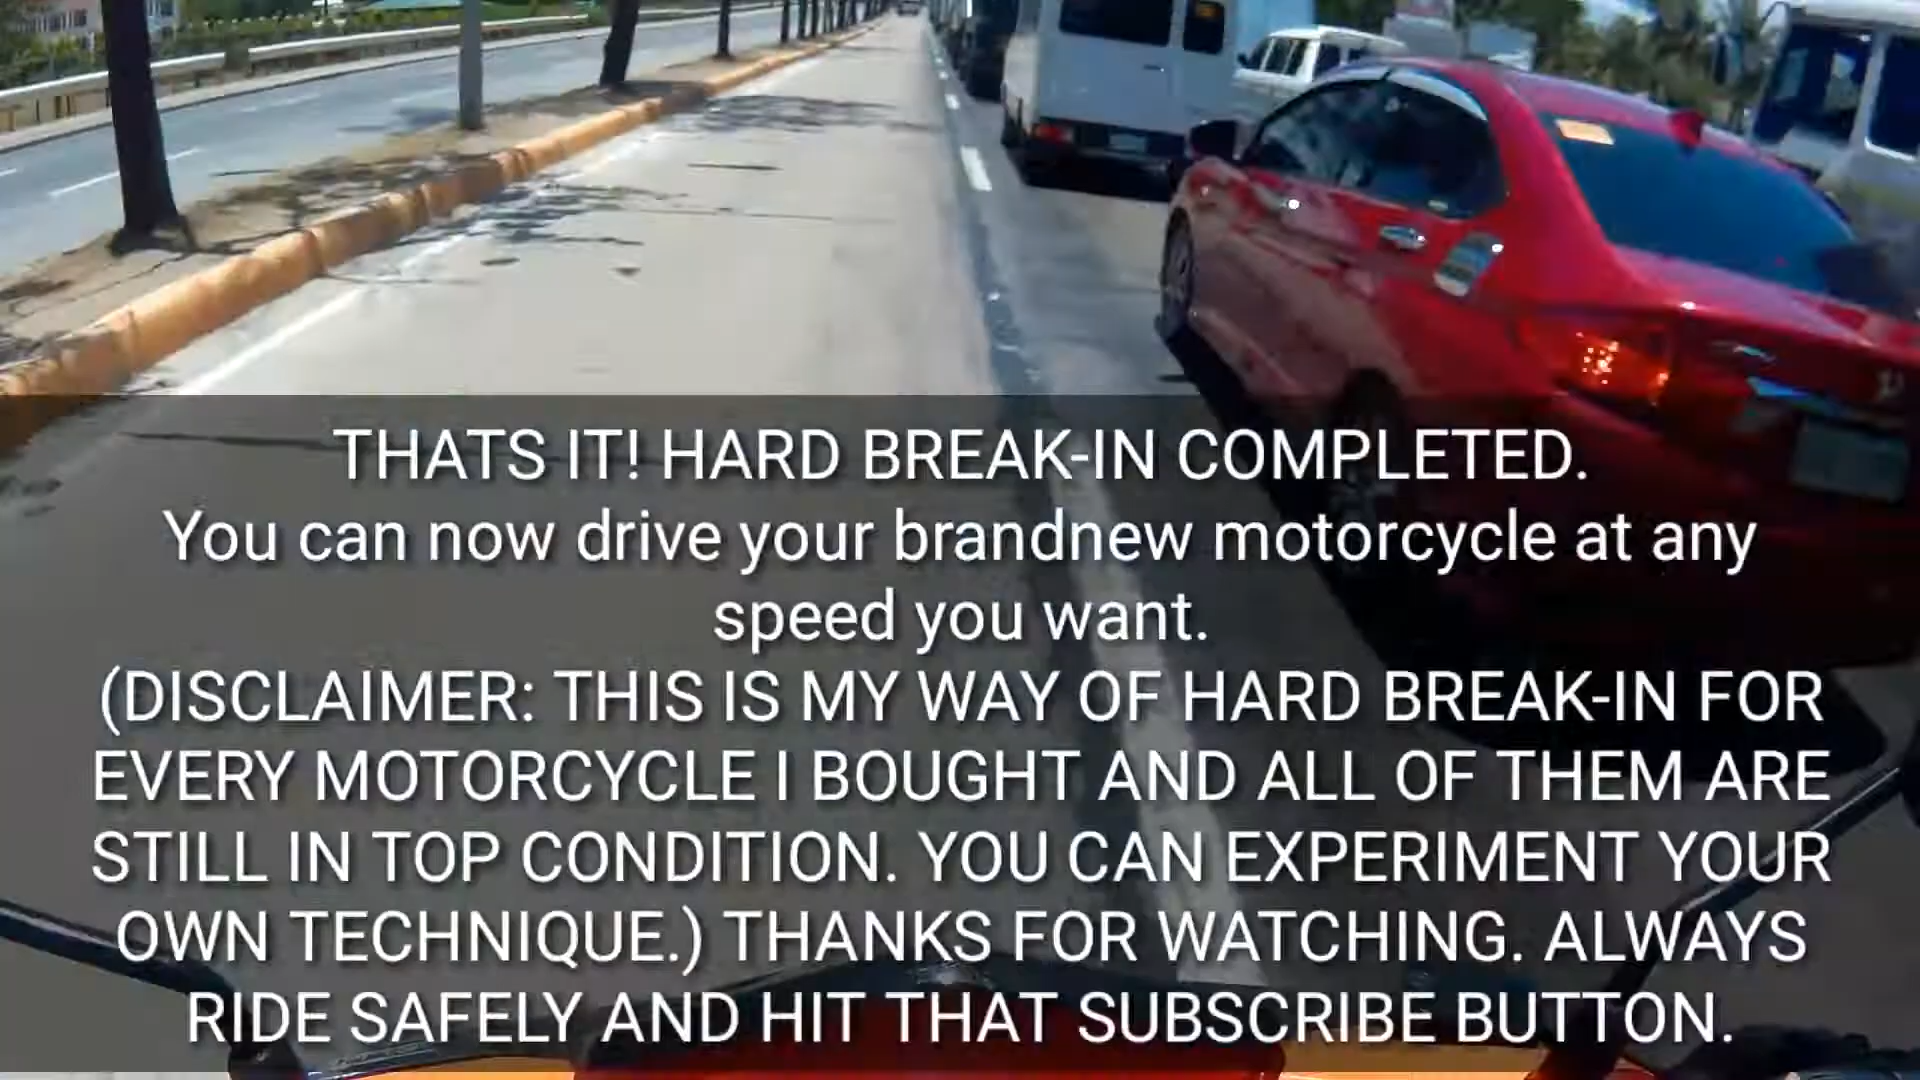 THATS IT! HARD BREAK-IN COMPLETED.
You can now drive your brandnew motorcycle at any
speed you want.
(DISCLAIMER: THIS IS MY WAY OF HARD BREAK-IN FOR
EVERY MOTORCYCLE I BOUGHT AND ALL OF THEM ARE
STILL IN TOP CONDITION. YOU CAN EXPERIMENT YOUR
OWN TECHNIQUE.) THANKS FOR WATCHING. ALWAYS
RIDE SAFELY AND HIT THAT SUBSCRIBE BUTTON.